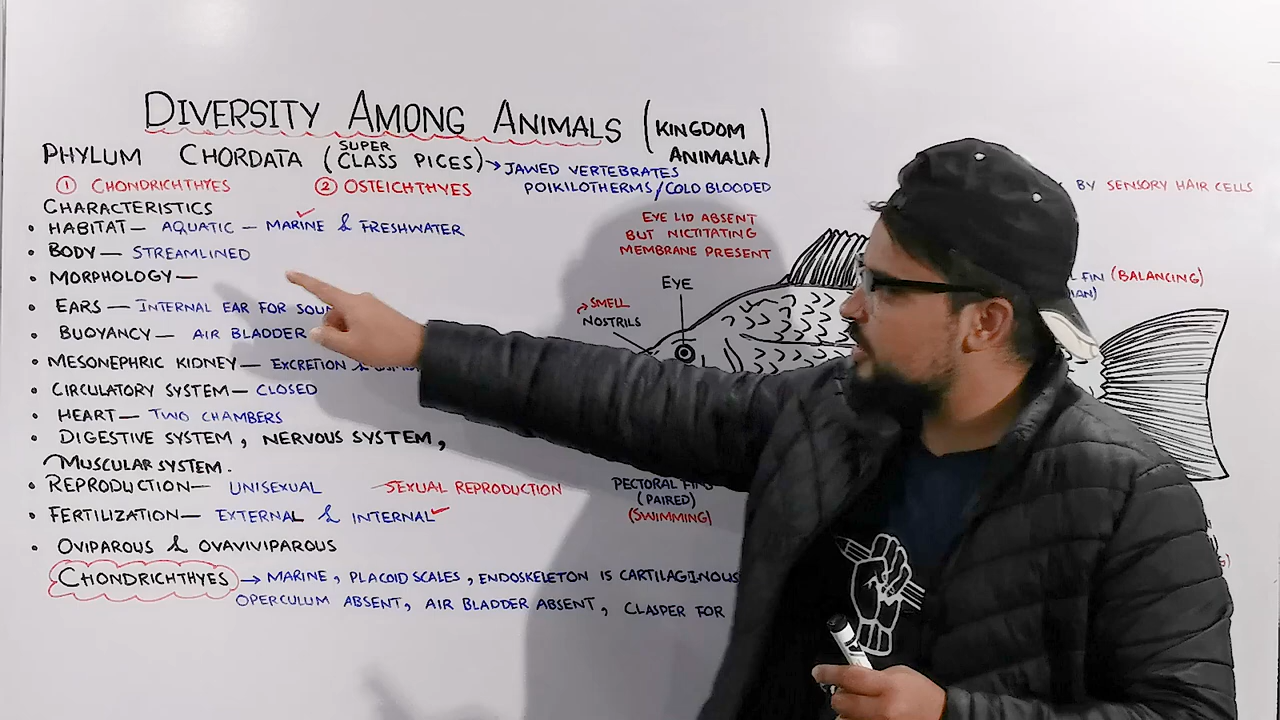 DIVERSITY AMONG ANIMALS (KINGDOM ANIMALIA)
PHYLUM CHORDATA (SUPER CLASS PICES) → JAWED VERTEBRATES
POIKILOTHERMS/COLD BLOODED
① CHONDRICHTHYES ② OSTEICHTHYES
CHARACTERISTICS
• HABITAT — AQUATIC — MARINE & FRESHWATER
• BODY — STREAMLINED
• MORPHOLOGY —
• EARS — INTERNAL EAR FOR
• BUOYANCY — AIR BLADDER
• MESONEPHRIC KIDNEY — EXCRETION
• CIRCULATORY SYSTEM — CLOSED
• HEART — TWO CHAMBERS
• DIGESTIVE SYSTEM, NERVOUS SYSTEM,
MUSCULAR SYSTEM.
• REPRODUCTION — UNISEXUAL — SEXUAL REPRODUCTION
• FERTILIZATION — EXTERNAL & INTERNAL
• OVIPAROUS & OVAVIVIPAROUS
CHONDRICHTHYES → MARINE, PLACOID SCALES, ENDOSKELETON IS CARTILAGINOUS
OPERCULUM ABSENT, AIR BLADDER ABSENT, CLASPER FOR
EYE LID ABSENT
BUT NICTITATING
MEMBRANE PRESENT
EYE
→ SMELL
NOSTRILS
PECTORAL
(PAIRED)
(SWIMMING)
BY SENSORY HAIR CELLS
FIN (BALANCING)